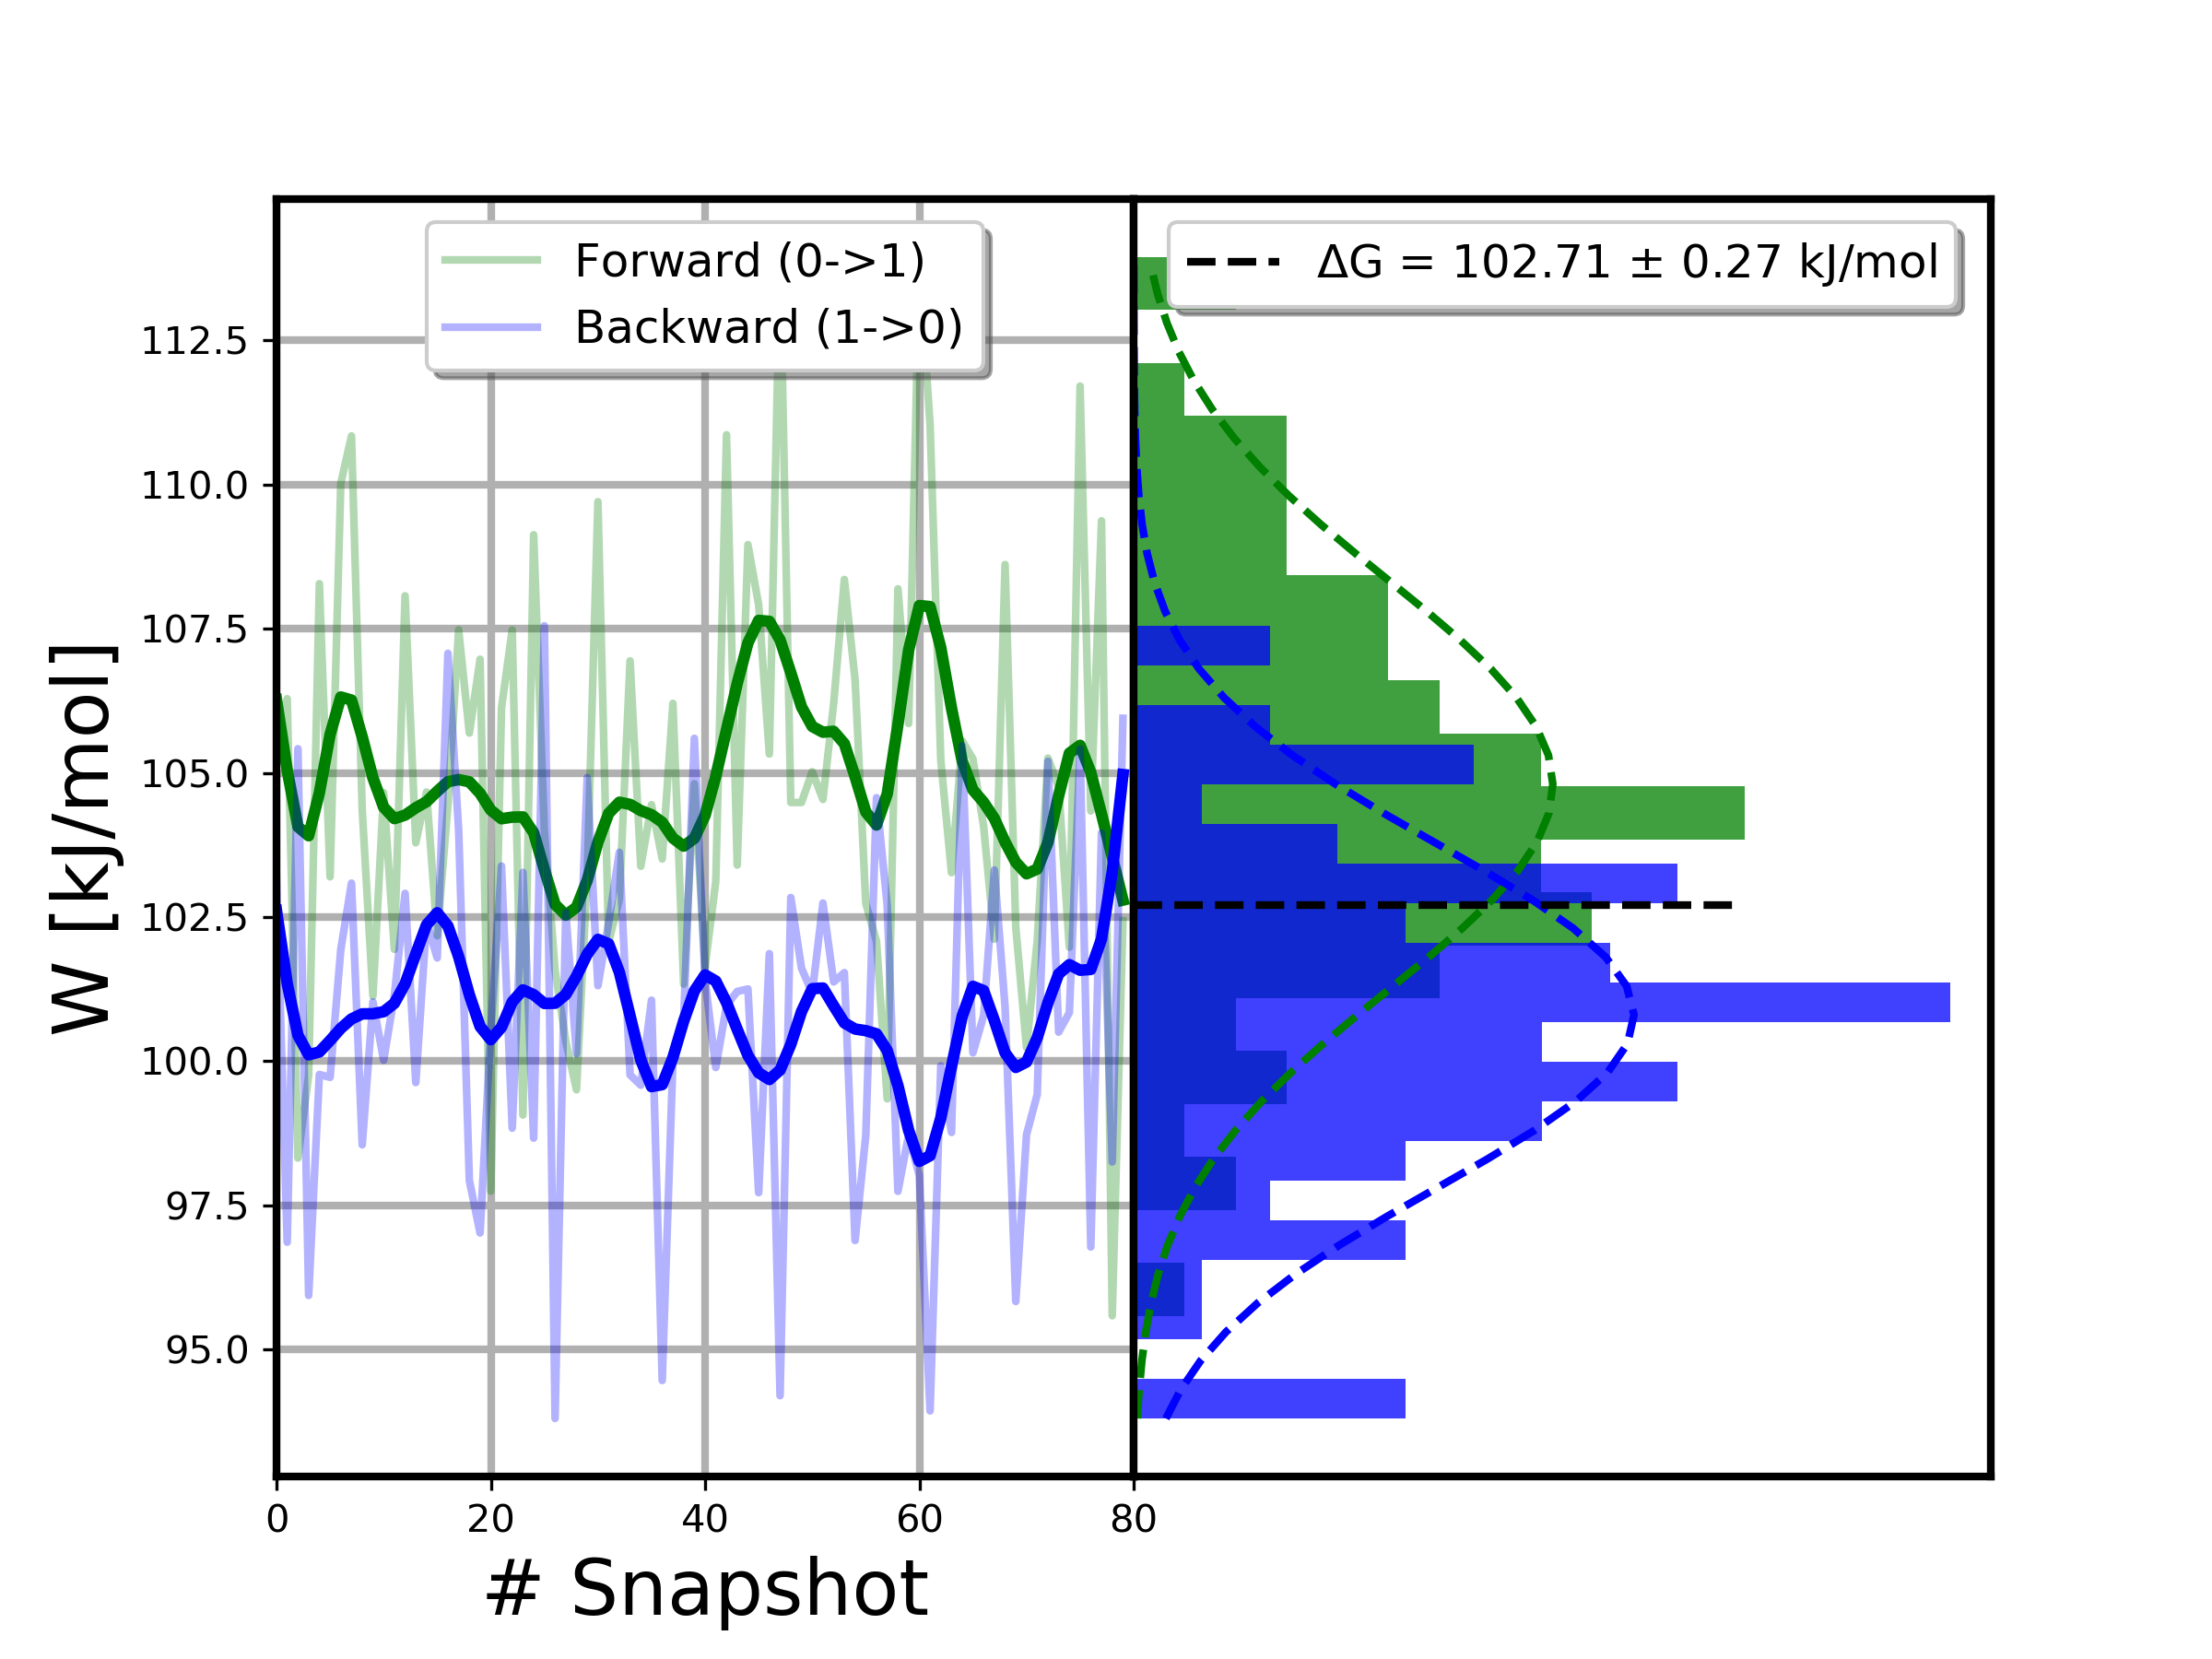 Forward (0->1)
Backward (1->0)
ΔG = 102.71 ± 0.27 kJ/mol
W [kJ/mol]
112.5
110.0
107.5
105.0
102.5
100.0
97.5
95.0
0 20 40 60 80
# Snapshot